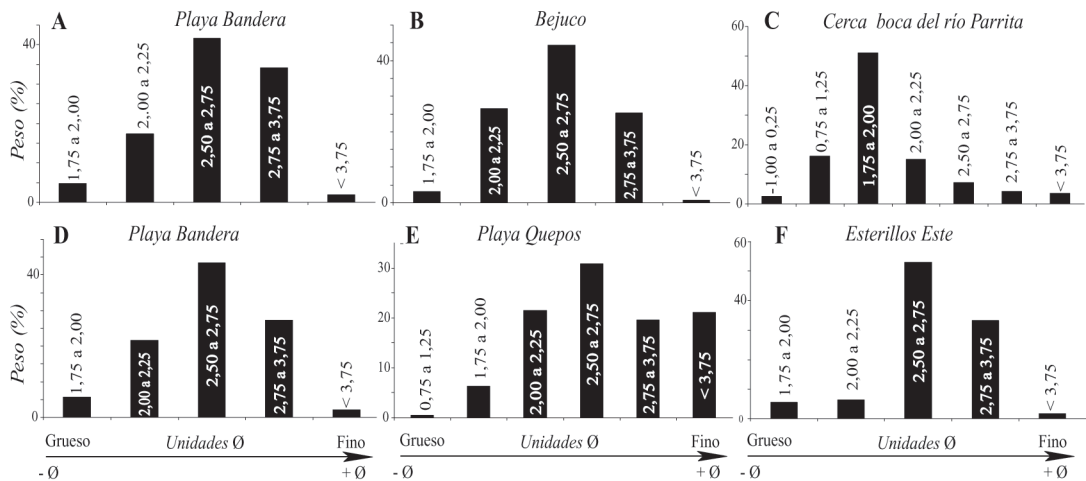 A Playa Bandera
Peso (%)
40
20
0
1,75 a 2,.00
2,.00 a 2,25
2,50 a 2,75
2,75 a 3,75
< 3,75
B Bejuco
40
20
0
1,75 a 2,00
2,00 a 2,25
2,50 a 2,75
2,75 a 3,75
< 3,75
C Cerca boca del río Parrita
60
40
20
0
-1,00 a 0,25
0,75 a 1,25
1,75 a 2,00
2,00 a 2,25
2,50 a 2,75
2,75 a 3,75
< 3,75
D Playa Bandera
Peso (%)
40
20
0
1,75 a 2,00
2,00 a 2,25
2,50 a 2,75
2,75 a 3,75
< 3,75
Grueso Unidades Ø Fino
- Ø + Ø
E Playa Quepos
30
20
10
0
0,75 a 1,25
1,75 a 2,00
2,00 a 2,25
2,50 a 2,75
2,75 a 3,75
< 3,75
Grueso Unidades Ø Fino
- Ø + Ø
F Esterillos Este
60
40
20
0
1,75 a 2,00
2,00 a 2,25
2,50 a 2,75
2,75 a 3,75
< 3,75
Grueso Unidades Ø Fino
- Ø + Ø